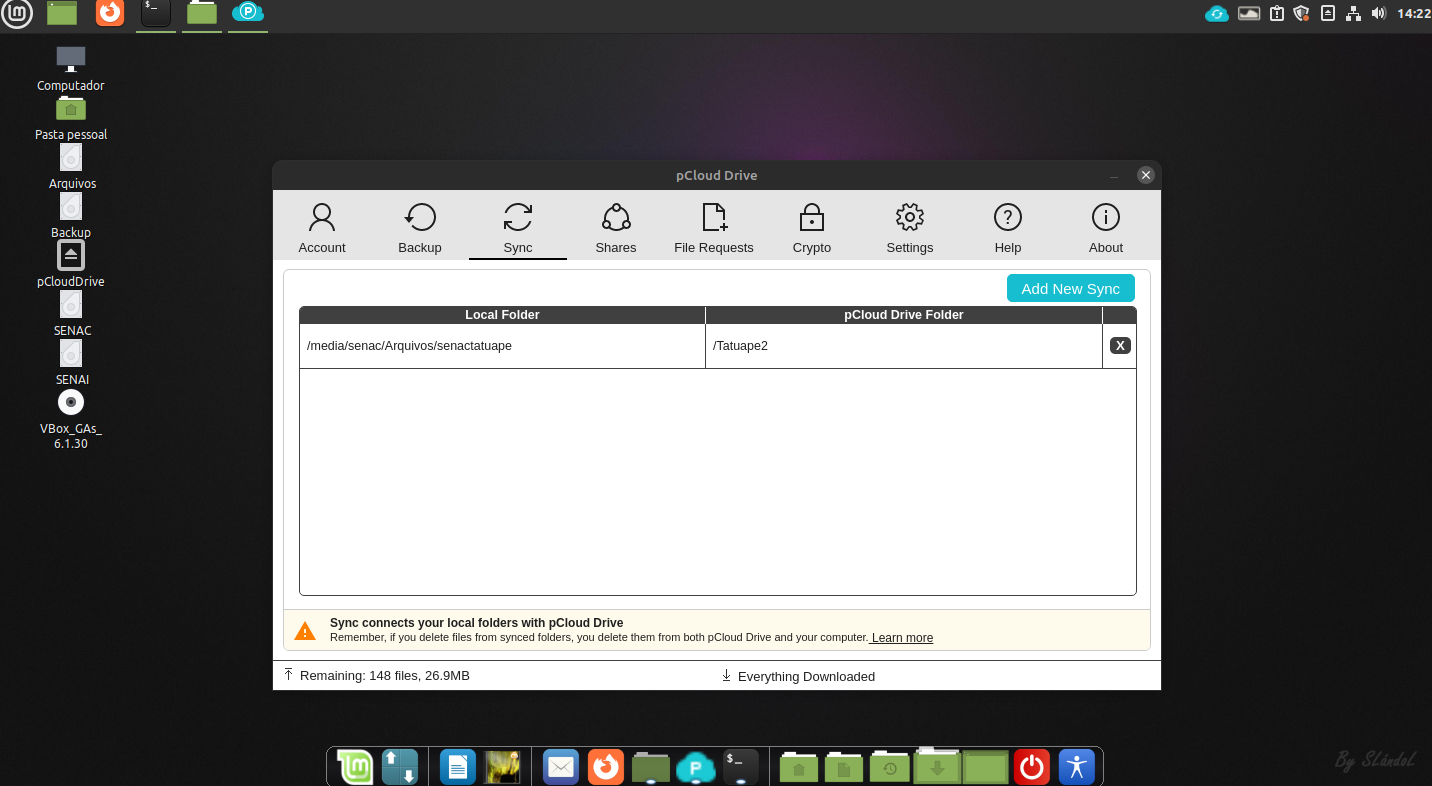 $_
P
14:22
Computador
Pasta pessoal
Arquivos
Backup
pCloudDrive
SENAC
SENAI
VBox_GAs_
6.1.30
pCloud Drive
Account
Backup
Sync
Shares
File Requests
Crypto
Settings
Help
About
Add New Sync
Local Folder
pCloud Drive Folder
/media/senac/Arquivos/senactatuape
/Tatuape2
X
Sync connects your local folders with pCloud Drive
Remember, if you delete files from synced folders, you delete them from both pCloud Drive and your computer. Learn more
Remaining: 148 files, 26.9MB
Everything Downloaded
P
$_
By SLúndoL